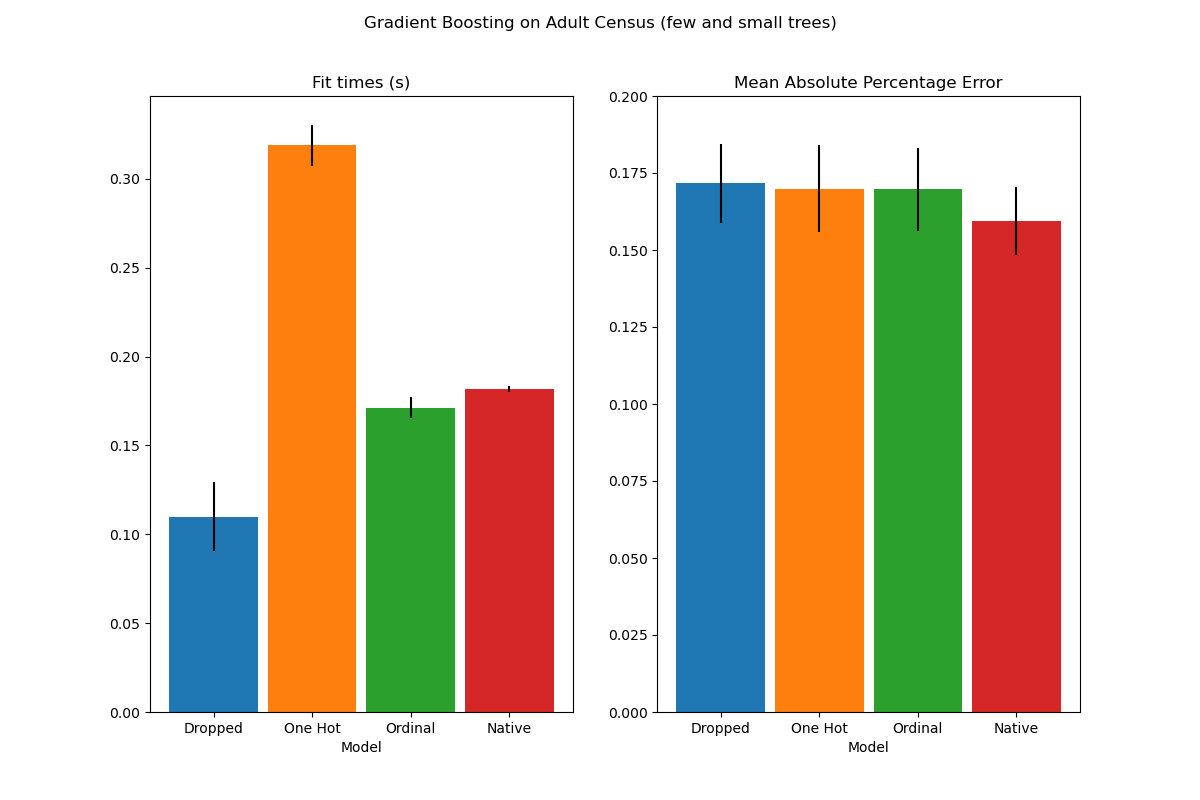 Gradient Boosting on Adult Census (few and small trees)
Fit times (s)
0.30
0.25
0.20
0.15
0.10
0.05
0.00
Dropped One Hot Ordinal Native
Model
Mean Absolute Percentage Error
0.200
0.175
0.150
0.125
0.100
0.075
0.050
0.025
0.000
Dropped One Hot Ordinal Native
Model